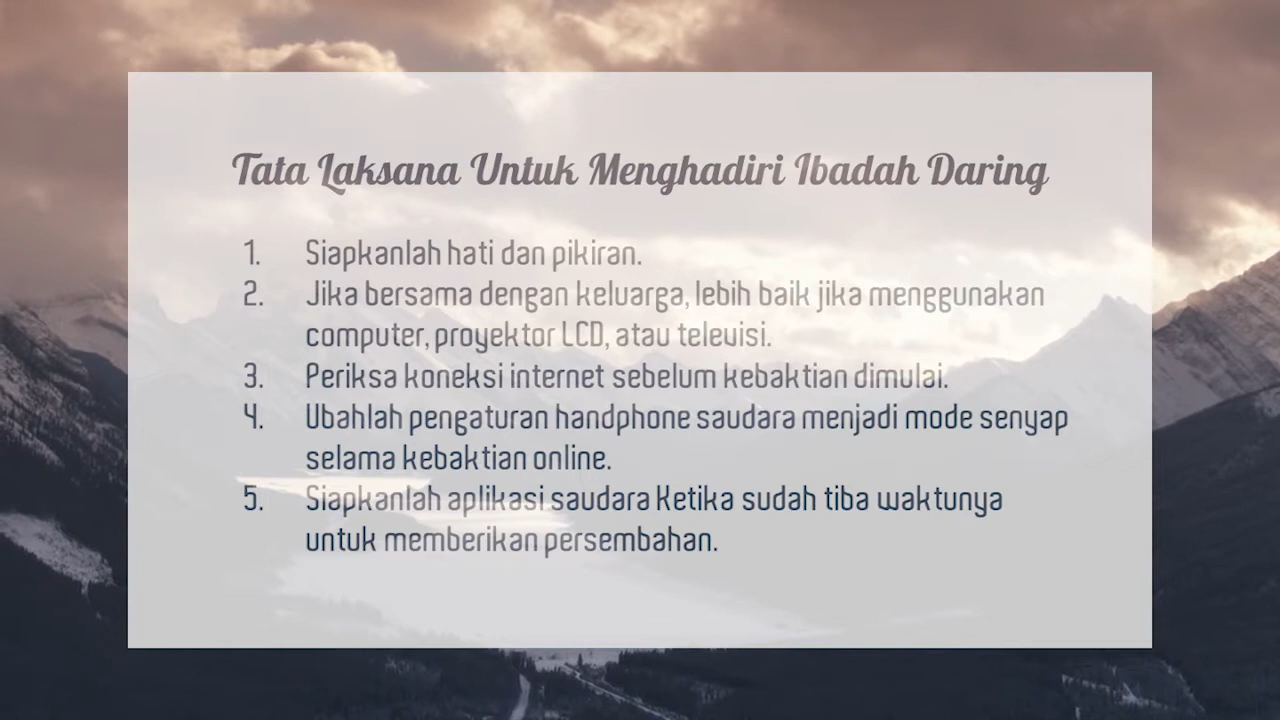 Tata Laksana Untuk Menghadiri Ibadah Daring
1. Siapkanlah hati dan pikiran.
2. Jika bersama dengan keluarga, lebih baik jika menggunakan
computer, proyektor LCD, atau televisi.
3. Periksa koneksi internet sebelum kebaktian dimulai.
4. Ubahlah pengaturan handphone saudara menjadi mode senyap
selama kebaktian online.
5. Siapkanlah aplikasi saudara Ketika sudah tiba waktunya
untuk memberikan persembahan.